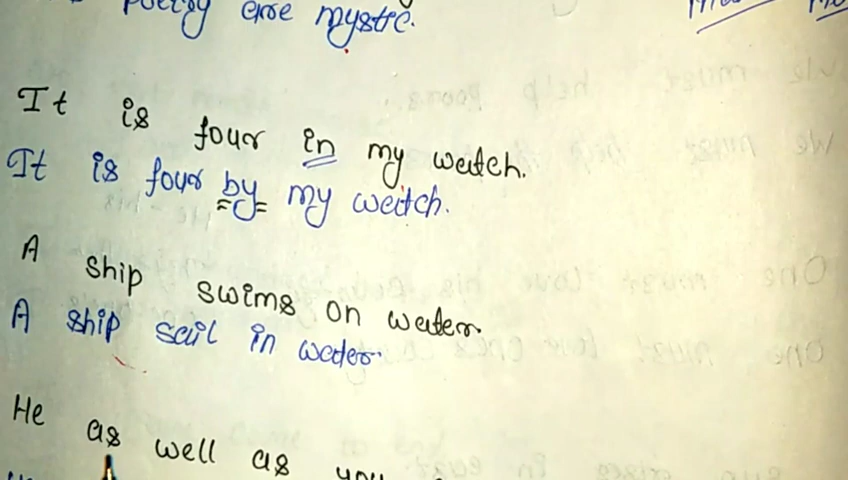 poetry are mystic.
It is four in my watch.
It is four by my watch.
A ship swims on water.
A ship sail in water.
He as well as you